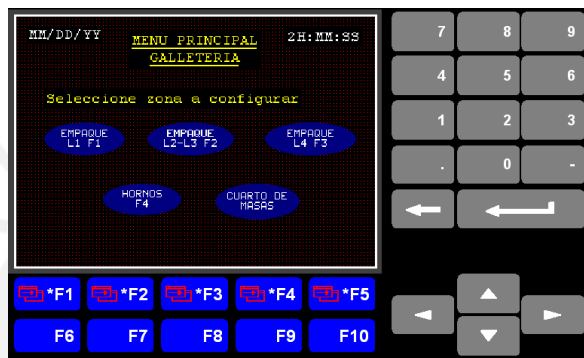 MM/DD/YY
MENU PRINCIPAL
2H:MM:SS
GALLETERIA
Seleccione zona a configurar
EMPAQUE
L1 F1
EMPAQUE
L2-L3 F2
EMPAQUE
L4 F3
HORNOS
F4
CUARTO DE
MASAS
*F1 *F2 *F3 *F4 *F5
F6 F7 F8 F9 F10
7 8 9
4 5 6
1 2 3
. 0 -